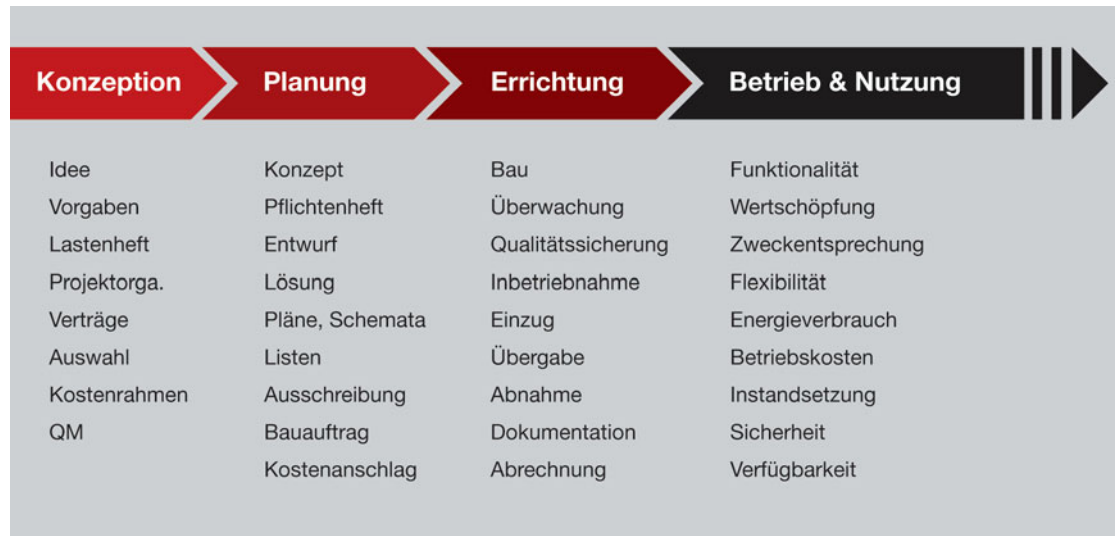 Konzeption
Planung
Errichtung
Betrieb & Nutzung
Idee
Vorgaben
Lastenheft
Projektorga.
Verträge
Auswahl
Kostenrahmen
QM
Konzept
Pflichtenheft
Entwurf
Lösung
Pläne, Schemata
Listen
Ausschreibung
Bauauftrag
Kostenanschlag
Bau
Überwachung
Qualitätssicherung
Inbetriebnahme
Einzug
Übergabe
Abnahme
Dokumentation
Abrechnung
Funktionalität
Wertschöpfung
Zweckentsprechung
Flexibilität
Energieverbrauch
Betriebskosten
Instandsetzung
Sicherheit
Verfügbarkeit